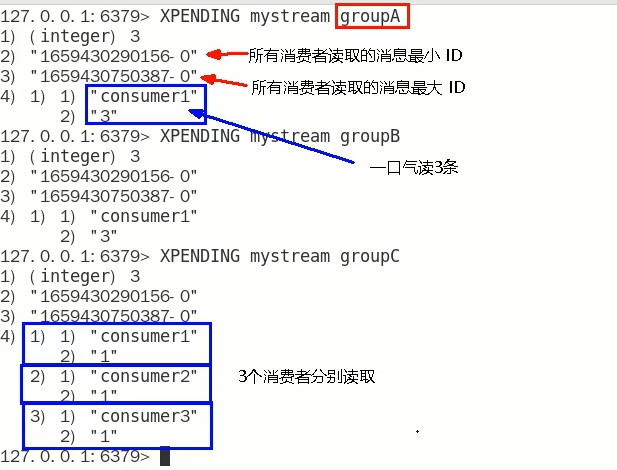 127.0.0.1:6379> XPENDING mystream groupA
1) (integer) 3
2) "1659430290156-0" 所有消费者读取的消息最小 ID
3) "1659430750387-0" 所有消费者读取的消息最大 ID
4) 1) 1) "consumer1"
2) "3"
127.0.0.1:6379> XPENDING mystream groupB
1) (integer) 3
2) "1659430290156-0"
一口气读3条
3) "1659430750387-0"
4) 1) 1) "consumer1"
2) "3"
127.0.0.1:6379> XPENDING mystream groupC
1) (integer) 3
2) "1659430290156-0"
3) "1659430750387-0"
4) 1) 1) "consumer1"
2) "1"
2) 1) "consumer2" 3个消费者分别读取
2) "1"
3) 1) "consumer3"
2) "1"
127.0.0.1:6379>